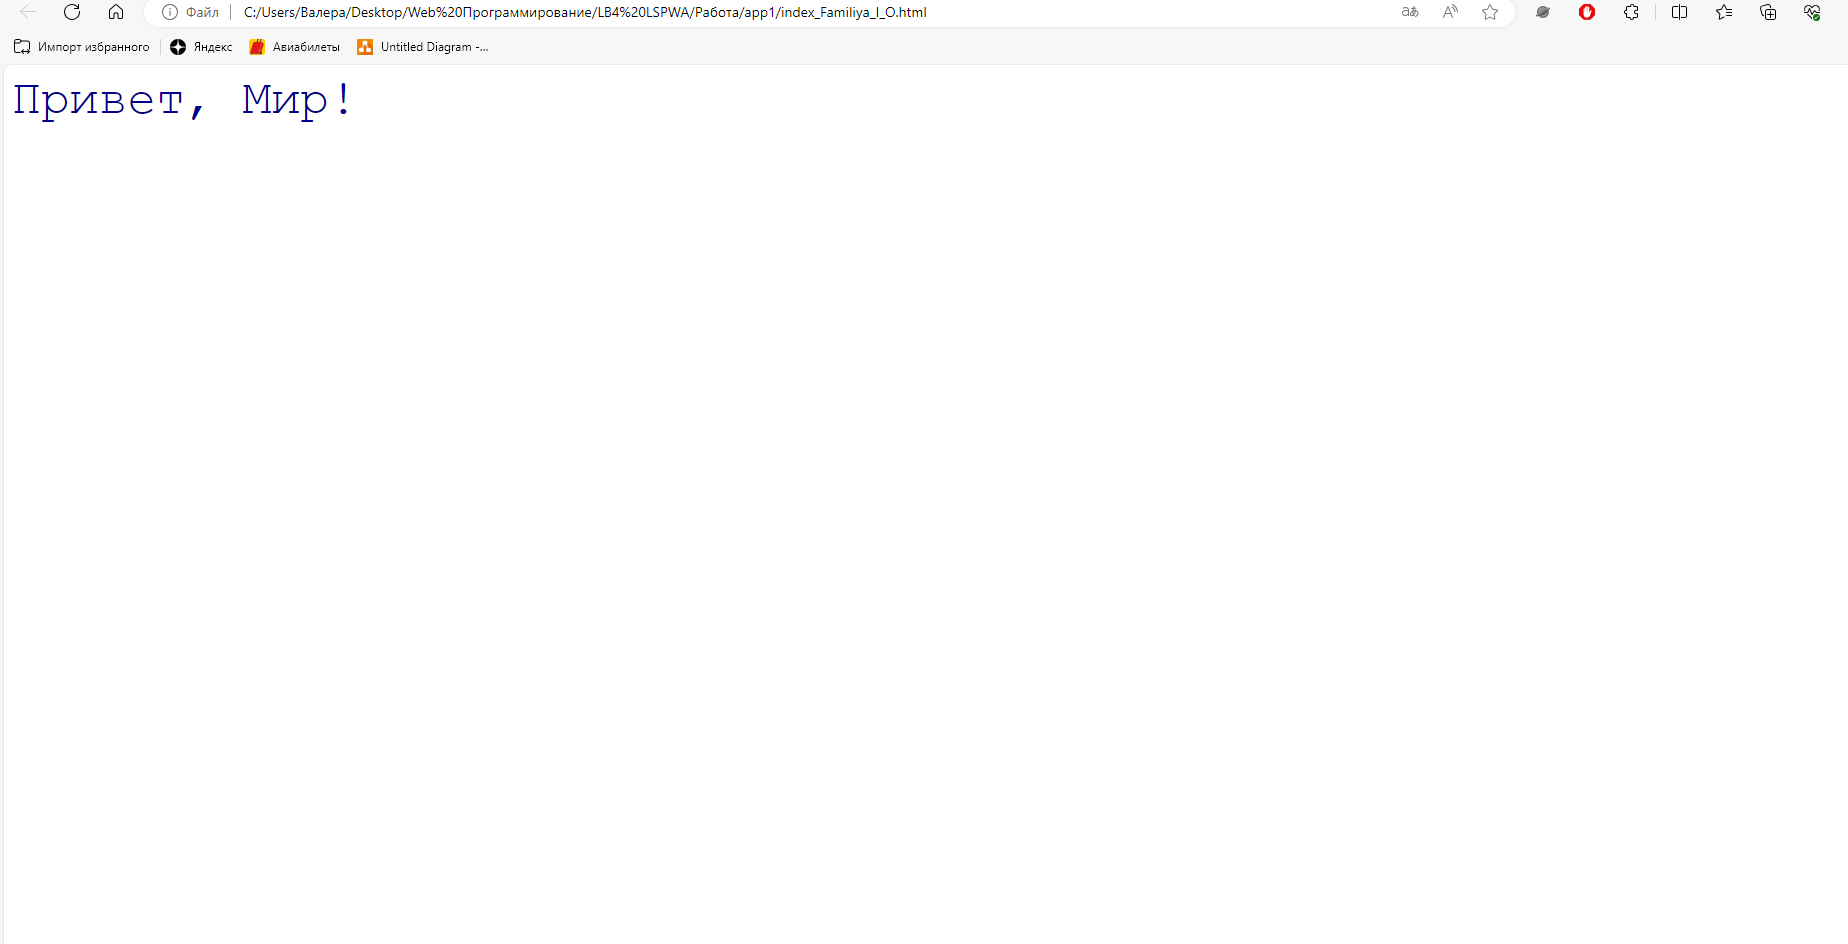 Файл C:/Users/Валера/Desktop/Web%20Программирование/LB4%20LSPWA/Работа/app1/index_Familiya_I_O.html
Импорт избранного Яндекс Авиабилеты Untitled Diagram -...
Привет, Мир!